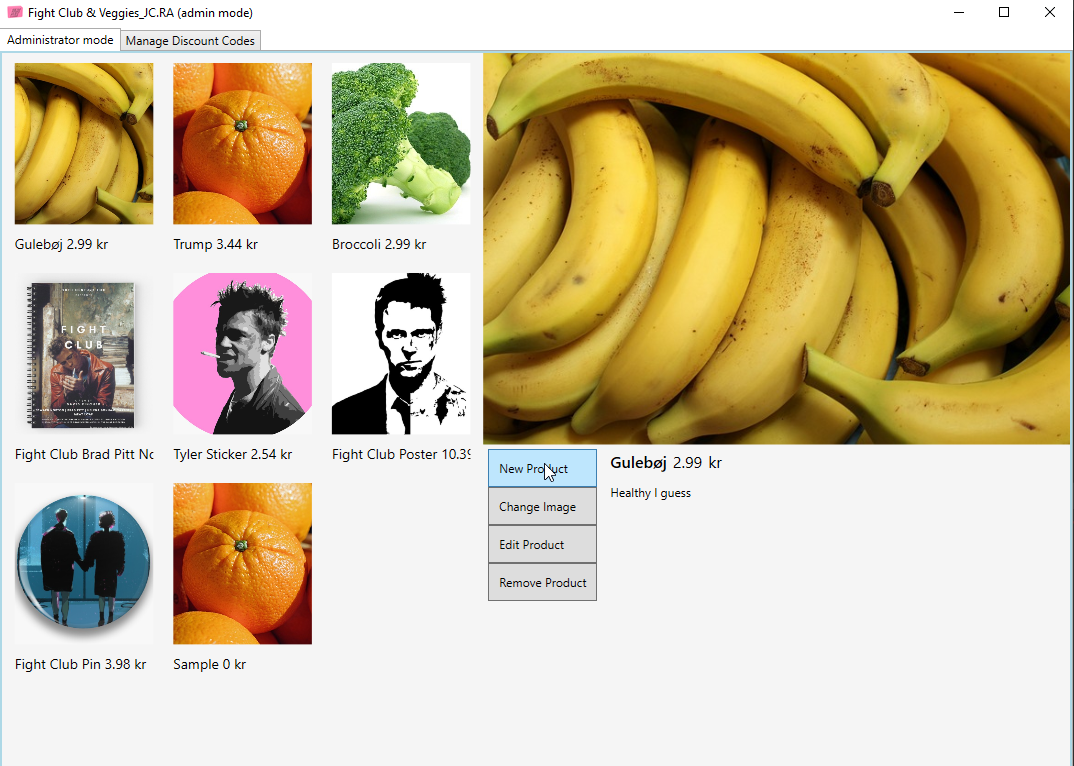 Fight Club & Veggies_JC.RA (admin mode)
Administrator mode
Manage Discount Codes
Gulebøj 2.99 kr
Trump 3.44 kr
Broccoli 2.99 kr
FIGHT
CLUB
Fight Club Brad Pitt No
Tyler Sticker 2.54 kr
Fight Club Poster 10.39
Fight Club Pin 3.98 kr
Sample 0 kr
New Product
Change Image
Edit Product
Remove Product
Gulebøj 2.99 kr
Healthy I guess